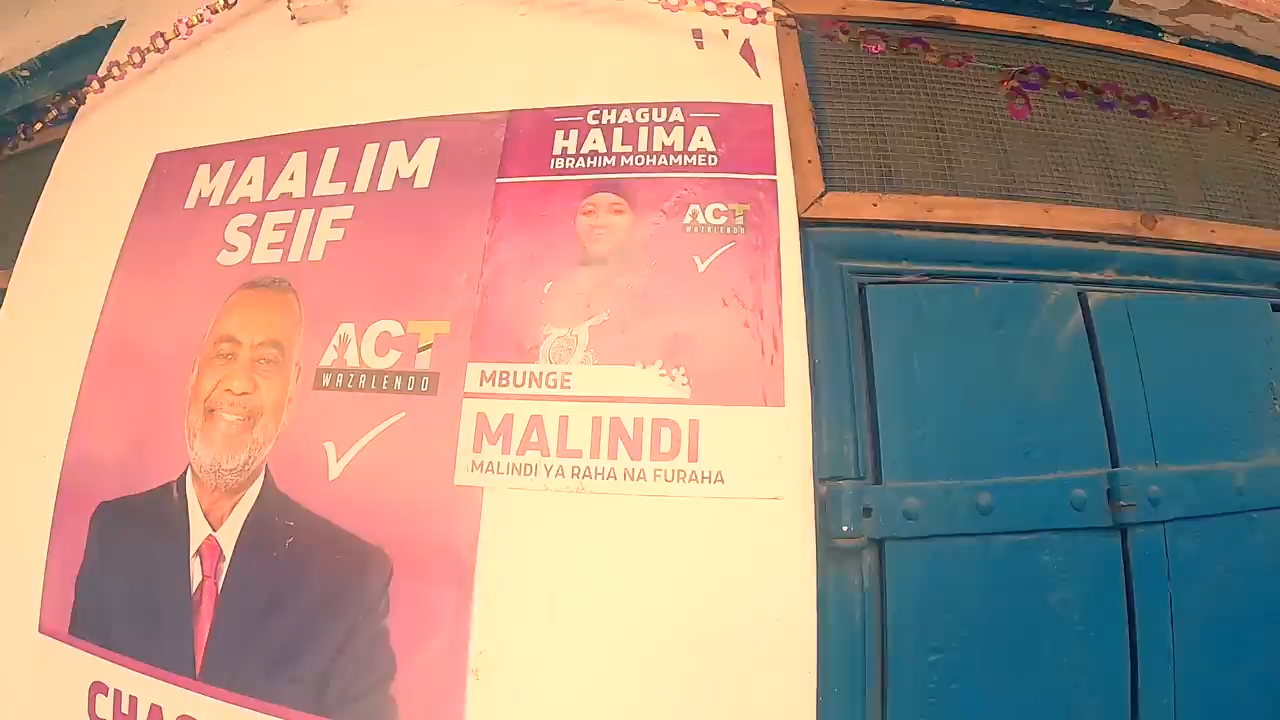 MAALIM
SEIF
ACT
WAZALENDO
CHAGUA
HALIMA
IBRAHIM MOHAMMED
ACT
WAZALENDO
MBUNGE
MALINDI
MALINDI YA RAHA NA FURAHA